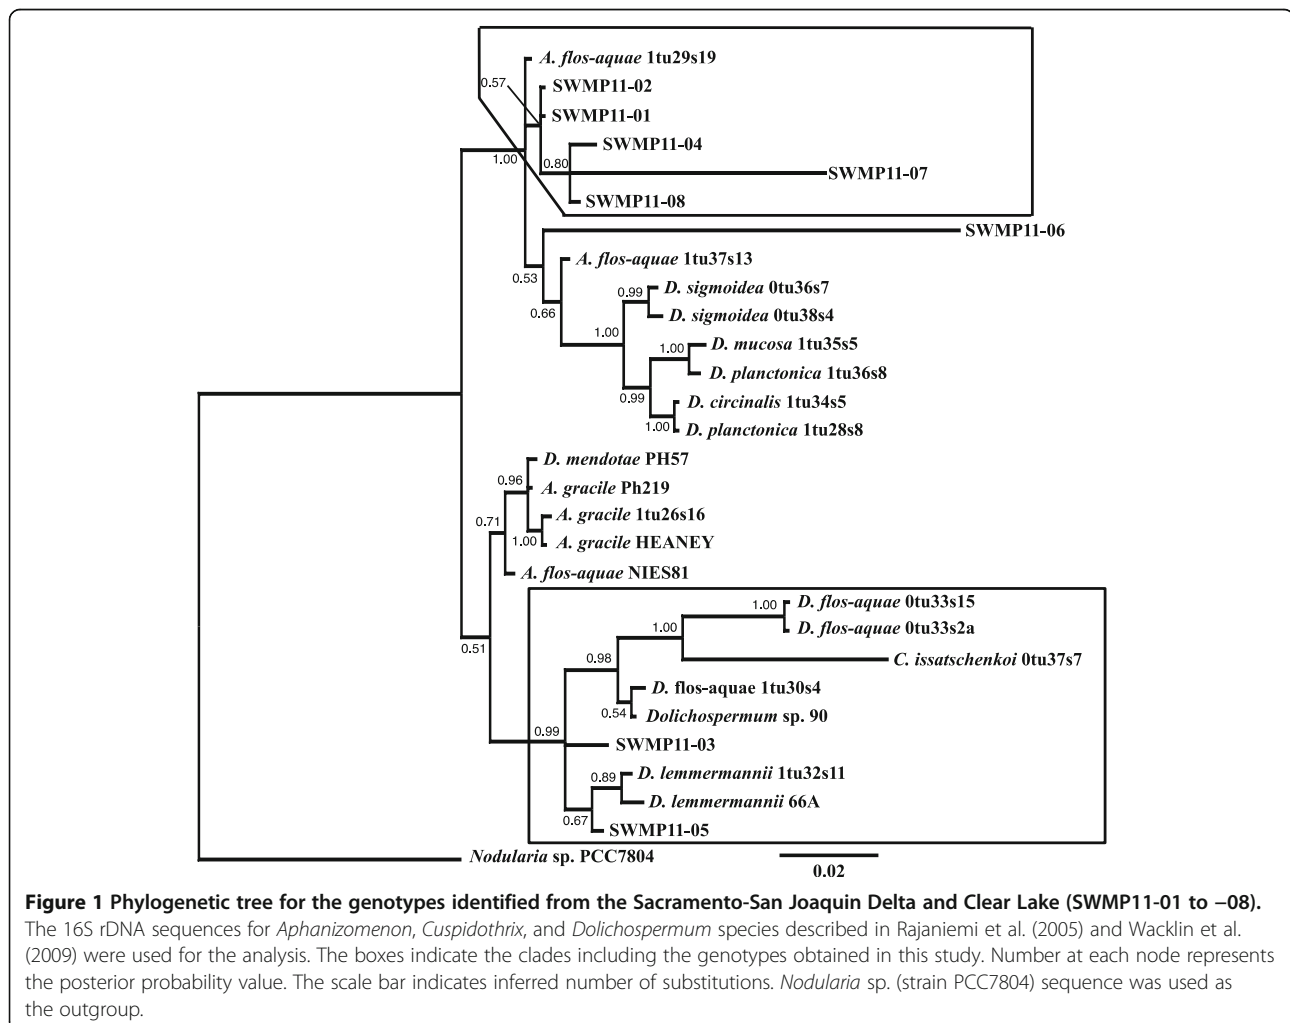 A. flos-aquae 1tu29s19
0.57
SWMP11-02
SWMP11-01
SWMP11-04
1.00
0.80
SWMP11-07
SWMP11-08
SWMP11-06
A. flos-aquae 1tu37s13
0.53
0.99
D. sigmoidea 0tu36s7
0.66
D. sigmoidea 0tu38s4
1.00
1.00
D. mucosa 1tu35s5
D. planctonica 1tu36s8
0.99
D. circinalis 1tu34s5
1.00
D. planctonica 1tu28s8
D. mendotae PH57
0.96
A. gracile Ph219
0.71
A. gracile 1tu26s16
1.00
A. gracile HEANEY
A. flos-aquae NIES81
1.00
D. flos-aquae 0tu33s15
1.00
D. flos-aquae 0tu33s2a
0.51
0.98
C. issatschenkoi 0tu37s7
D. flos-aquae 1tu30s4
0.54
Dolichospermum sp. 90
0.99
SWMP11-03
0.89
D. lemmermannii 1tu32s11
D. lemmermannii 66A
0.67
SWMP11-05
Nodularia sp. PCC7804
0.02
Figure 1 Phylogenetic tree for the genotypes identified from the Sacramento-San Joaquin Delta and Clear Lake (SWMP11-01 to −08).
The 16S rDNA sequences for Aphanizomenon, Cuspidothrix, and Dolichospermum species described in Rajaniemi et al. (2005) and Wacklin et al.
(2009) were used for the analysis. The boxes indicate the clades including the genotypes obtained in this study. Number at each node represents
the posterior probability value. The scale bar indicates inferred number of substitutions. Nodularia sp. (strain PCC7804) sequence was used as
the outgroup.